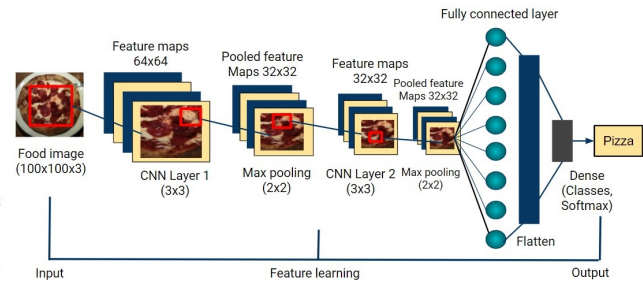 Fully connected layer
Feature maps
64x64
Pooled feature
Maps 32x32
Feature maps
32x32
Pooled feature
Maps 32x32
Food image
(100x100x3)
CNN Layer 1
(3x3)
Max pooling
(2x2)
CNN Layer 2
(3x3)
Max pooling
(2x2)
Flatten
Dense
(Classes,
Softmax)
Pizza
Input
Feature learning
Output